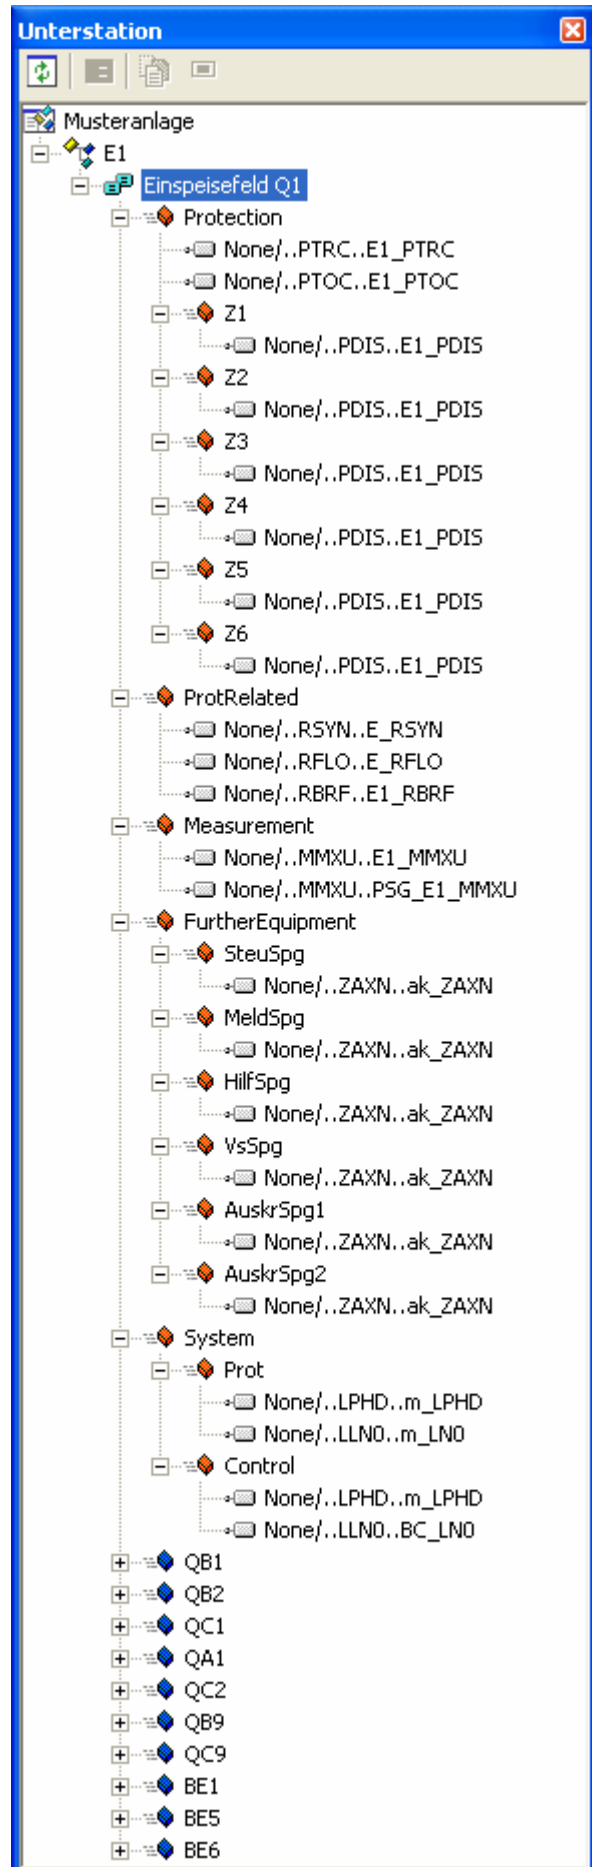 Unterstation
Musteranlage
E1
Einspeisefeld Q1
Protection
None/..PTRC..E1_PTRC
None/..PTOC..E1_PTOC
Z1
None/..PDIS..E1_PDIS
Z2
None/..PDIS..E1_PDIS
Z3
None/..PDIS..E1_PDIS
Z4
None/..PDIS..E1_PDIS
Z5
None/..PDIS..E1_PDIS
Z6
None/..PDIS..E1_PDIS
ProtRelated
None/..RSYN..E_RSYN
None/..RFLO..E_RFLO
None/..RBRF..E1_RBRF
Measurement
None/..MMXU..E1_MMXU
None/..MMXU..PSG_E1_MMXU
FurtherEquipment
SteuSpg
None/..ZAXN..ak_ZAXN
MeldSpg
None/..ZAXN..ak_ZAXN
HilfSpg
None/..ZAXN..ak_ZAXN
VsSpg
None/..ZAXN..ak_ZAXN
AuskrSpg1
None/..ZAXN..ak_ZAXN
AuskrSpg2
None/..ZAXN..ak_ZAXN
System
Prot
None/..LPHD..m_LPHD
None/..LLN0..m_LN0
Control
None/..LPHD..m_LPHD
None/..LLN0..BC_LN0
QB1
QB2
QC1
QA1
QC2
QB9
QC9
BE1
BE5
BE6